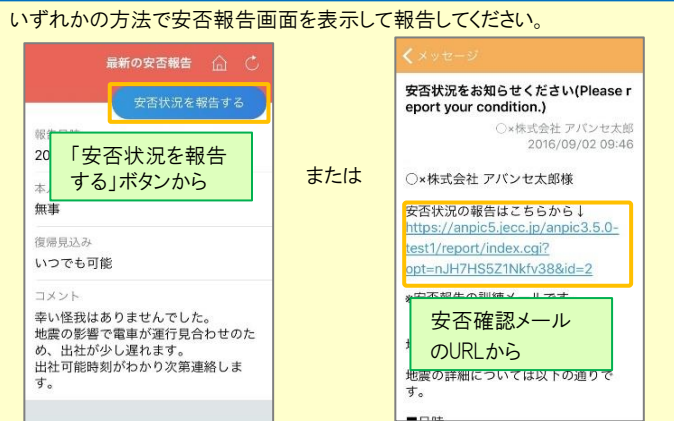 いずれかの方法で安否報告画面を表示して報告してください。
最新の安否報告
安否状況を報告する
20
「安否状況を報告
する」ボタンから
無事
復帰見込み
いつでも可能
コメント
幸い怪我はありませんでした。
地震の影響で電車が運行見合わせのた
め、出社が少し遅れます。
出社可能時刻がわかり次第連絡しま
す。
または
メッセージ
安否状況をお知らせください(Please r
eport your condition.)
○×株式会社 アバンセ太郎
2016/09/02 09:46
○×株式会社 アバンセ太郎様
安否状況の報告はこちらから↓
https://anpic5.jecc.jp/anpic3.5.0-
test1/report/index.cgi?
opt=nJH7HS5Z1Nkfv38&id=2
安否確認メール
のURLから
地震の詳細については以下の通りで
す。